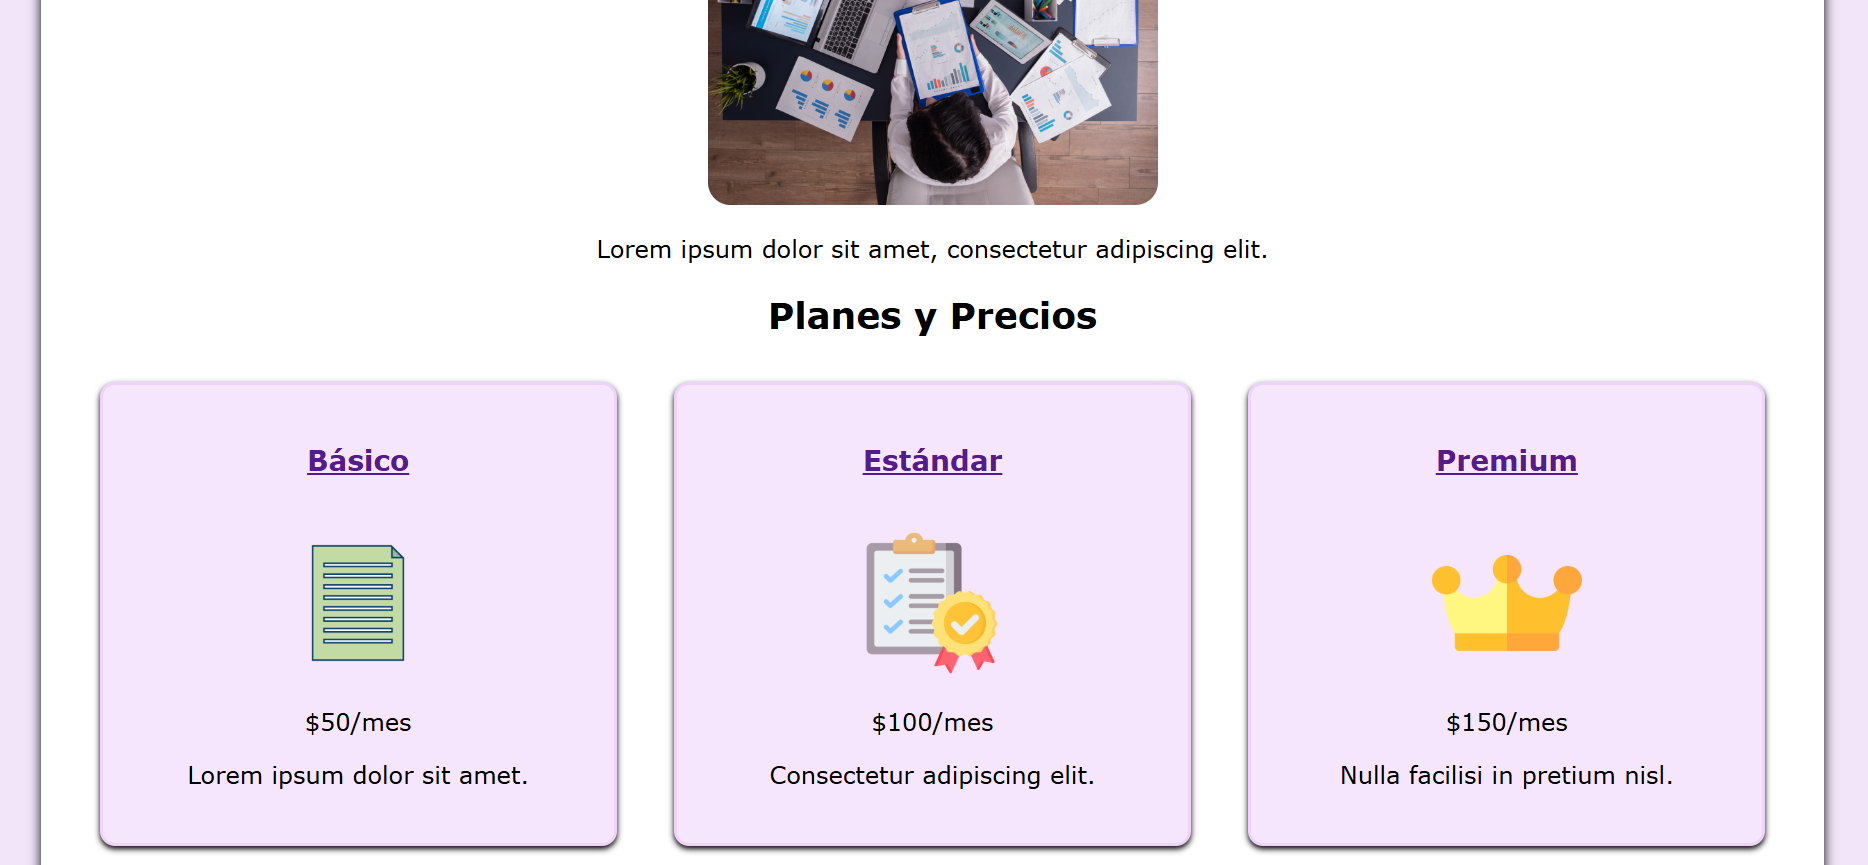 Lorem ipsum dolor sit amet, consectetur adipiscing elit.
Planes y Precios
Básico
$50/mes
Lorem ipsum dolor sit amet.
Estándar
$100/mes
Consectetur adipiscing elit.
Premium
$150/mes
Nulla facilisi in pretium nisl.